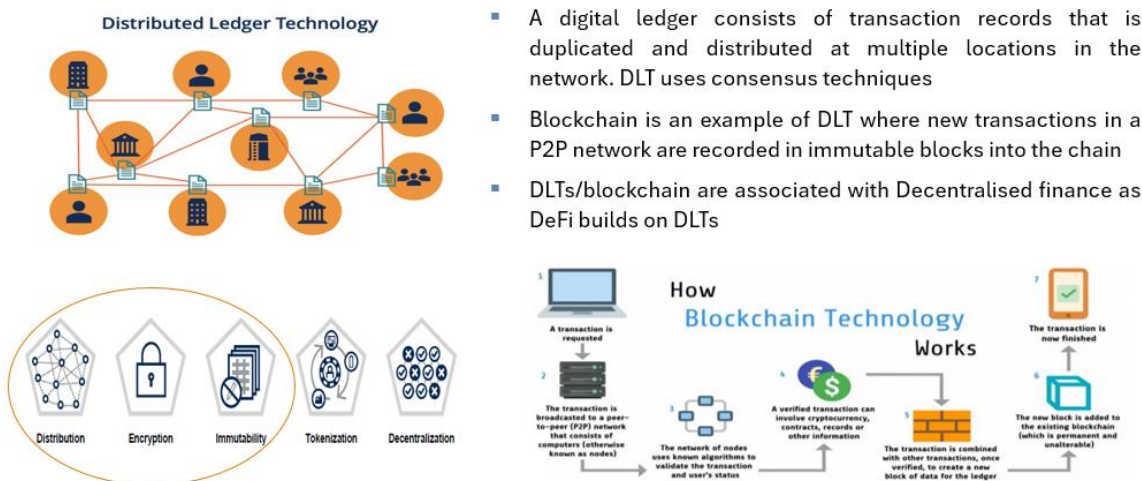 Distributed Ledger Technology
A digital ledger consists of transaction records that is
duplicated and distributed at multiple locations in the
network. DLT uses consensus techniques
Blockchain is an example of DLT where new transactions in a
P2P network are recorded in immutable blocks into the chain
DLTs/blockchain are associated with Decentralised finance as
DeFi builds on DLTs
Distribution
Encryption
Immutability
Tokenization
Decentralization
How
Blockchain Technology
Works
1
A transaction is
requested
2
The transaction is
broadcasted to a peer-
to-peer (P2P) network
that consists of
computers (otherwise
known as nodes)
3
The network of nodes
uses known algorithms to
validate the transaction
and user's status
4
A verified transaction can
involve cryptocurrency,
contracts, records or
other information
5
The transaction is combined
with other transactions, once
verified, to create a new
block of data for the ledger
6
The new block is added to
the existing blockchain
(which is permanent and
unalterable)
7
The transaction is
now finished